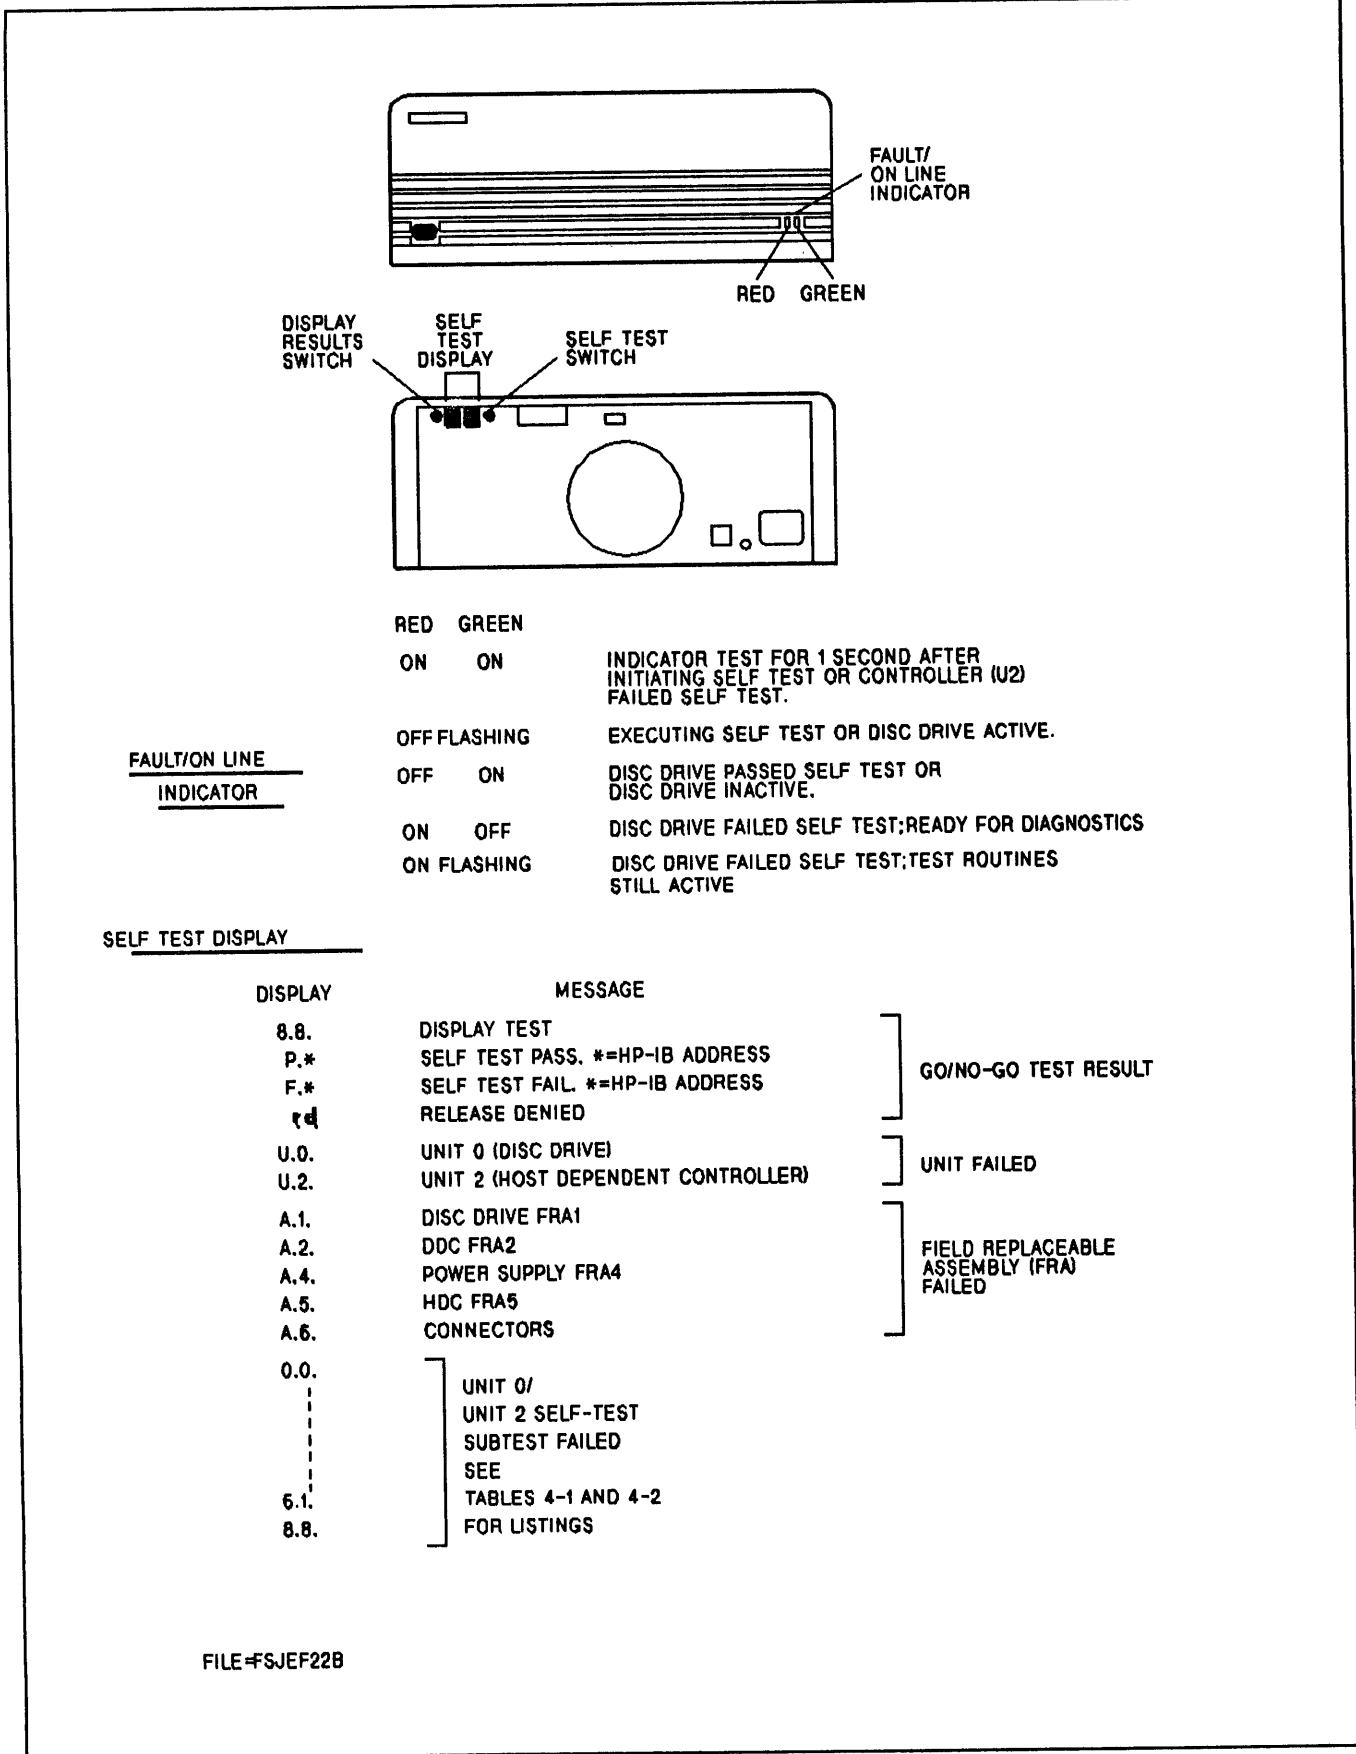 FAULT/
ON LINE
INDICATOR
RED GREEN
DISPLAY
RESULTS
SWITCH
SELF
TEST
DISPLAY
SELF TEST
SWITCH
RED GREEN
ON ON INDICATOR TEST FOR 1 SECOND AFTER
INITIATING SELF TEST OR CONTROLLER (U2)
FAILED SELF TEST.
OFF FLASHING EXECUTING SELF TEST OR DISC DRIVE ACTIVE.
FAULT/ON LINE
INDICATOR
OFF ON DISC DRIVE PASSED SELF TEST OR
DISC DRIVE INACTIVE.
ON OFF DISC DRIVE FAILED SELF TEST;READY FOR DIAGNOSTICS
ON FLASHING DISC DRIVE FAILED SELF TEST;TEST ROUTINES
STILL ACTIVE
SELF TEST DISPLAY
DISPLAY MESSAGE
8.8. DISPLAY TEST
P.* SELF TEST PASS. *=HP-IB ADDRESS
F.* SELF TEST FAIL. *=HP-IB ADDRESS
rd RELEASE DENIED
GO/NO-GO TEST RESULT
U.0. UNIT 0 (DISC DRIVE)
U.2. UNIT 2 (HOST DEPENDENT CONTROLLER)
UNIT FAILED
A.1. DISC DRIVE FRA1
A.2. DDC FRA2
A.4. POWER SUPPLY FRA4
A.5. HDC FRA5
A.6. CONNECTORS
FIELD REPLACEABLE
ASSEMBLY (FRA)
FAILED
0.0.
UNIT 0/
UNIT 2 SELF-TEST
SUBTEST FAILED
SEE
6.1. TABLES 4-1 AND 4-2
8.8. FOR LISTINGS
FILE=FSJEF22B